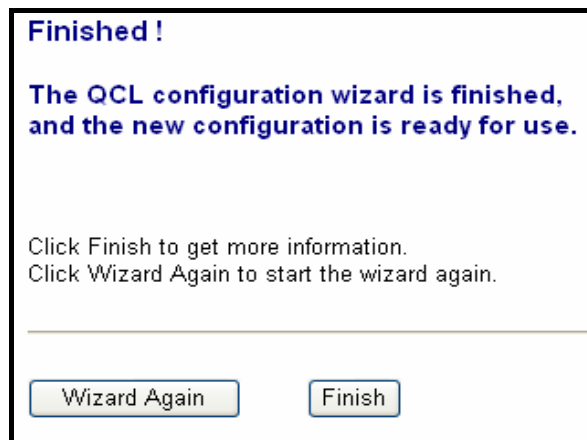 Finished !
The QCL configuration wizard is finished,
and the new configuration is ready for use.
Click Finish to get more information.
Click Wizard Again to start the wizard again.
Wizard Again
Finish